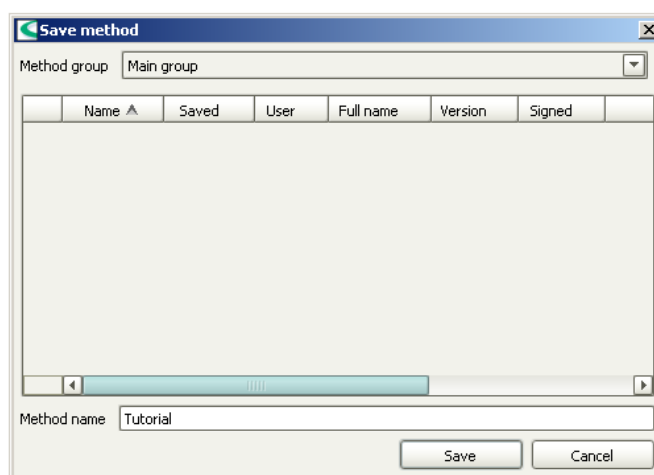 Save method
Method group Main group
Name Saved User Full name Version Signed
Method name Tutorial
Save Cancel